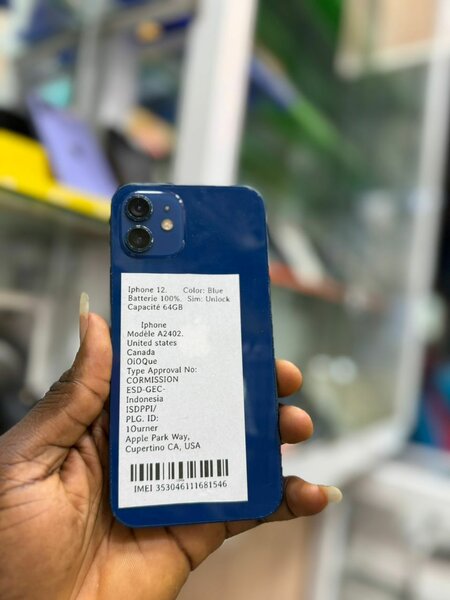 Iphone 12. Color: Blue
Batterie 100%. Sim: Unlock
Capacité 64GB
Iphone
Modéle A2402.
United states
Canada
OiOQue
Type Approval No:
CORMISSION
ESD-GEC-
Indonesia
ISDPPI/
PLG. ID:
1Ourner
Apple Park Way,
Cupertino CA, USA
IMEI 353046111681546